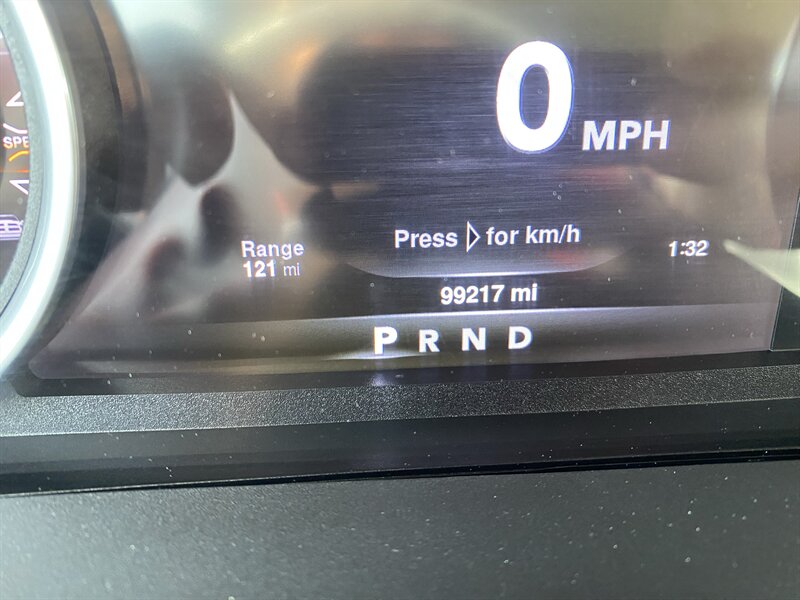 0 MPH
Press ▷ for km/h
Range
121 mi
1:32
99217 mi
P R N D